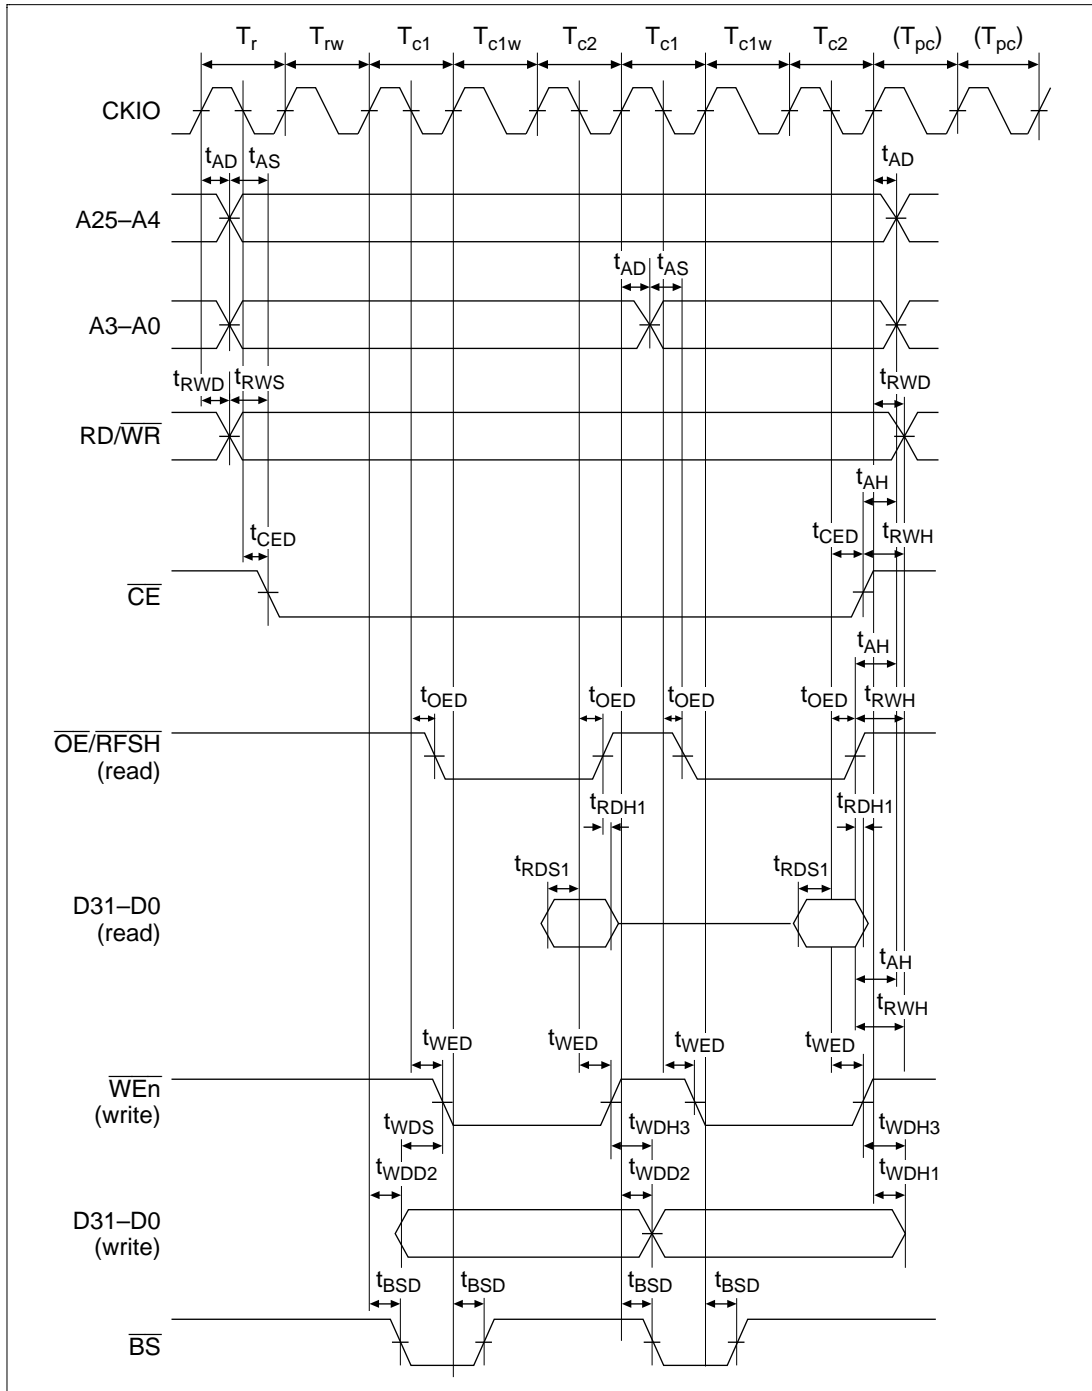 Tr Trw Tc1 Tc1w Tc2 Tc1 Tc1w Tc2 (Tpc) (Tpc)
CKIO
tAD tAS tAD
A25–A4
tAD tAS
A3–A0
tRWD tRWS tRWD
RD/WR
tAH
tCED tCED tRWH
CE
tAH
tOED tOED tOED tOED tRWH
OE/RFSH
(read)
tRDH1 tRDH1
tRDS1 tRDS1
D31–D0
(read)
tAH
tRWH
tWED tWED tWED tWED
WEn
(write)
tWDS tWDH3 tWDH3
tWDD2 tWDD2 tWDH1
D31–D0
(write)
tBSD tBSD tBSD tBSD
BS